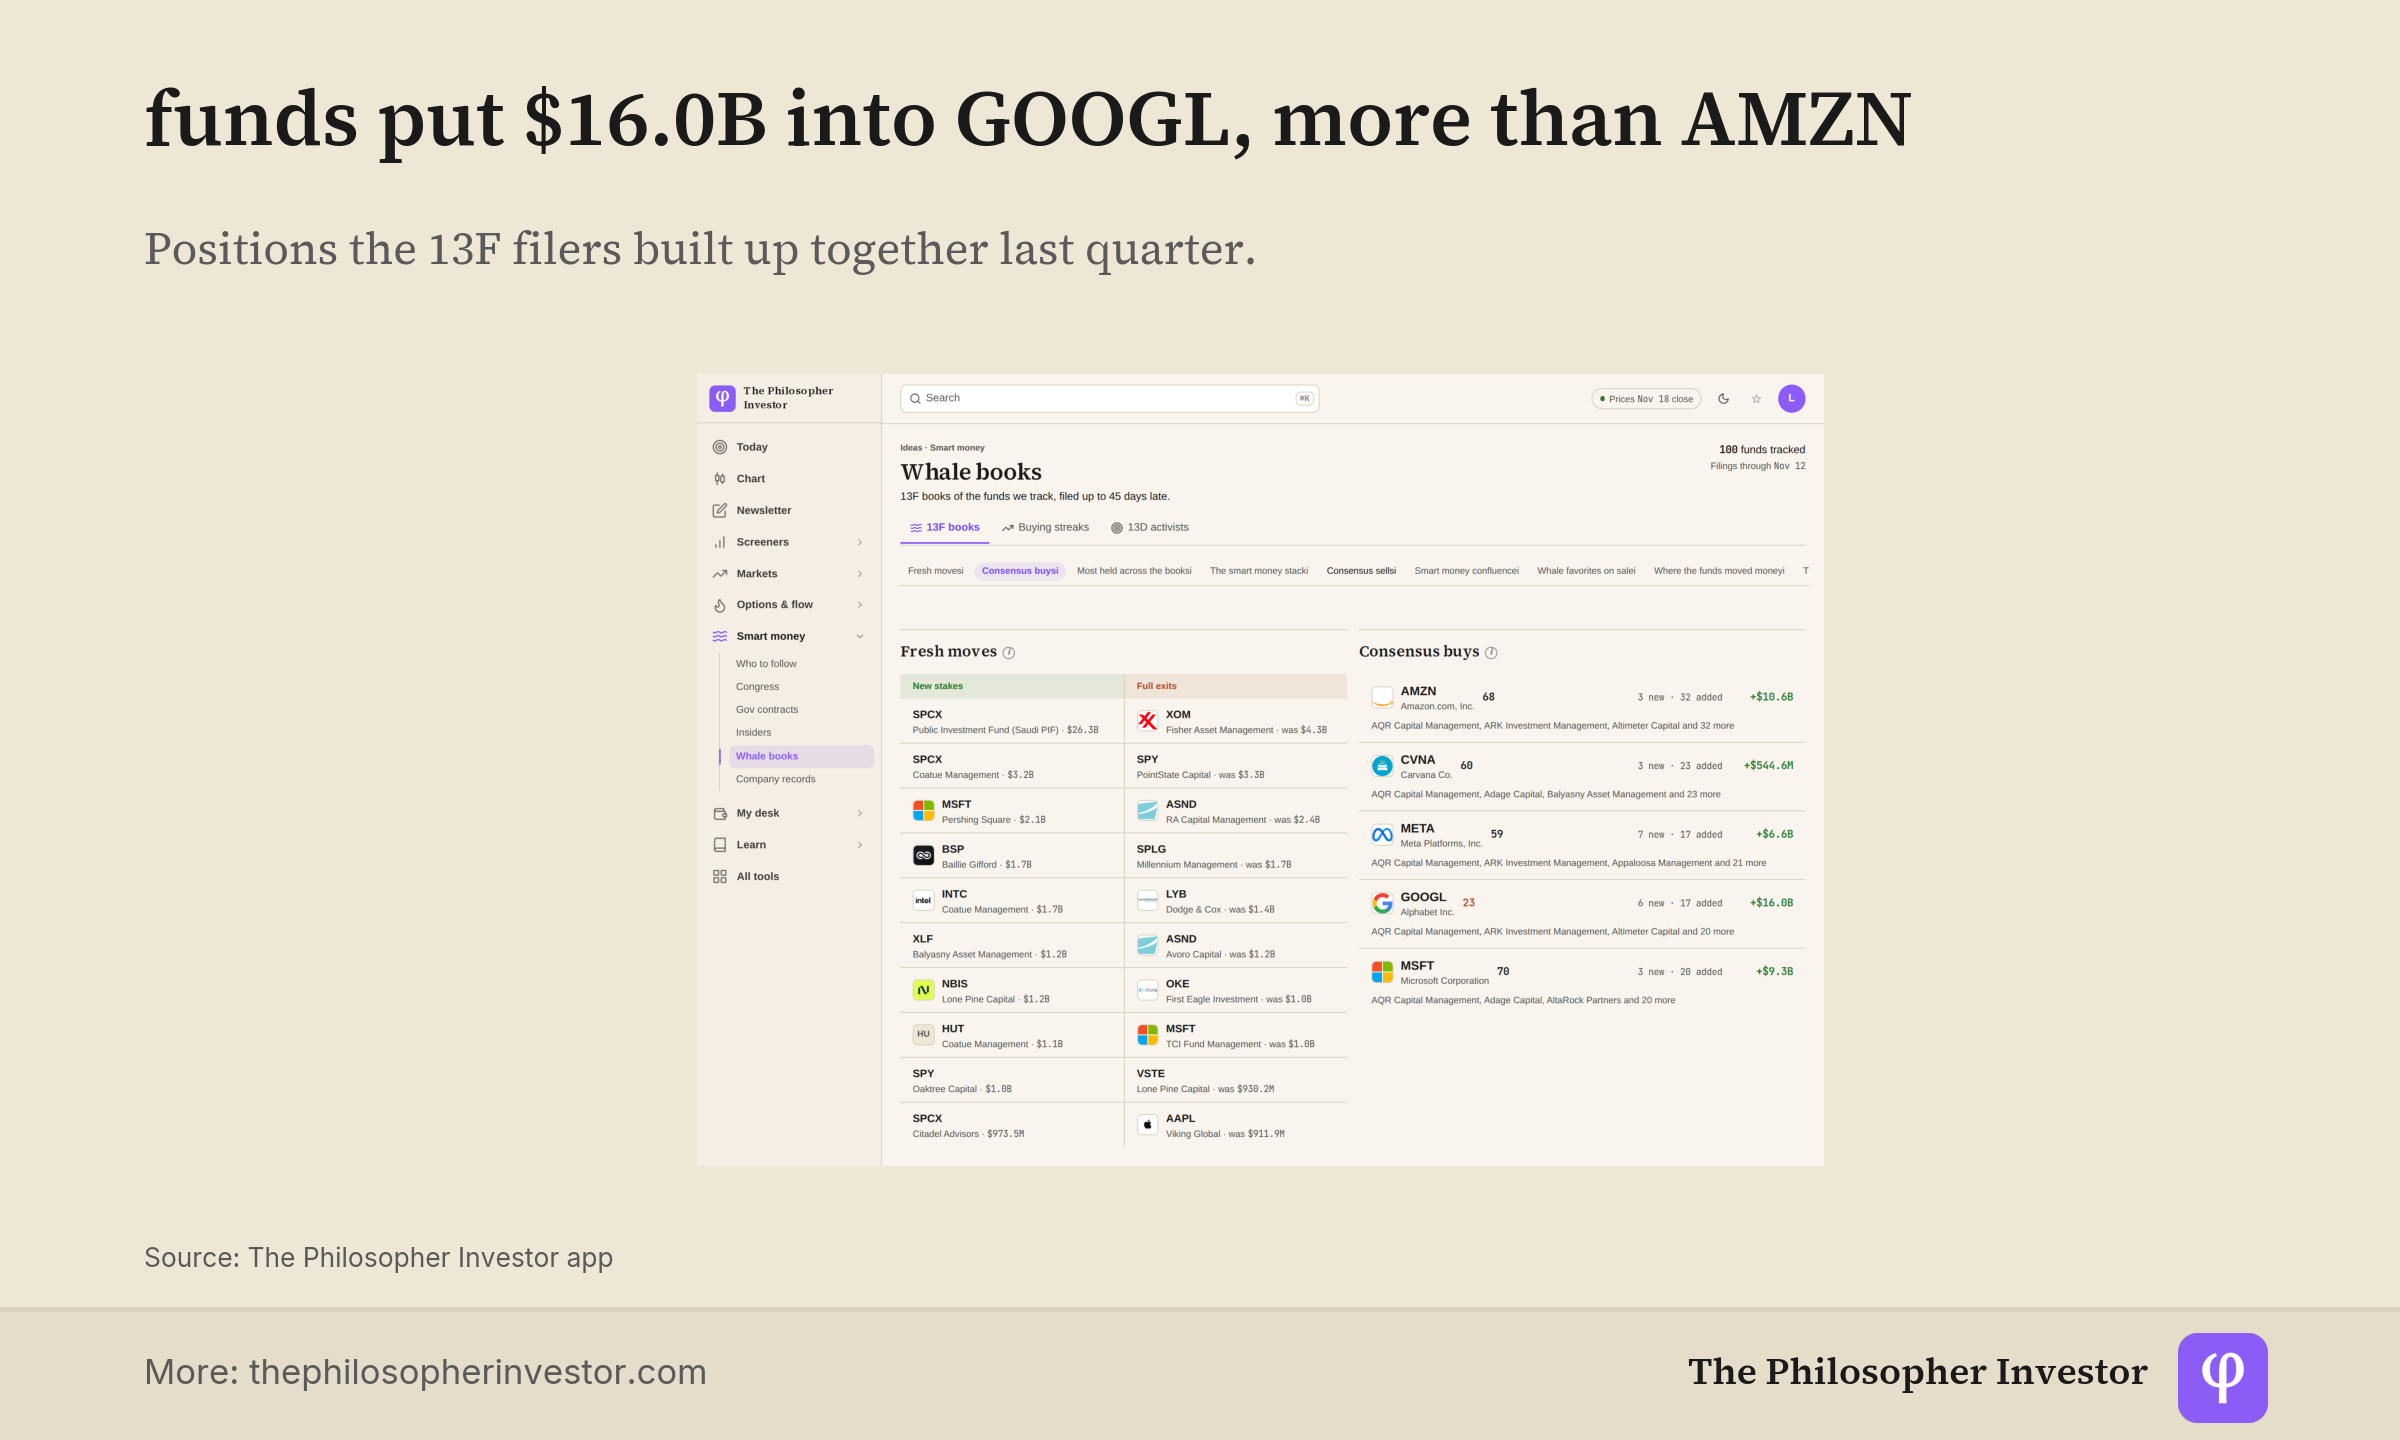 funds put $16.0B into GOOGL, more than AMZN
Positions the 13F filers built up together last quarter.
φ
The Philosopher
Investor
Search
⌘K
Prices Nov 18 close
L
Today
Chart
Newsletter
Screeners
Markets
Options & flow
Smart money
Who to follow
Congress
Gov contracts
Insiders
Whale books
Company records
My desk
Learn
All tools
Ideas · Smart money
Whale books
13F books of the funds we track, filed up to 45 days late.
100 funds tracked
Filings through Nov 12
13F books
Buying streaks
13D activists
Fresh movesi
Consensus buysi
Most held across the booksi
The smart money stacki
Consensus sellsi
Smart money confluencei
Whale favorites on salei
Where the funds moved moneyi
T
Fresh moves i
New stakes
Full exits
SPCX
Public Investment Fund (Saudi PIF) · $26.3B
XOM
Fisher Asset Management · was $4.3B
SPCX
Coatue Management · $3.2B
SPY
PointState Capital · was $3.3B
MSFT
Pershing Square · $2.1B
ASND
RA Capital Management · was $2.4B
BSP
Baillie Gifford · $1.7B
SPLG
Millennium Management · was $1.7B
intel
INTC
Coatue Management · $1.7B
LYB
Dodge & Cox · was $1.4B
XLF
Balyasny Asset Management · $1.2B
ASND
Avoro Capital · was $1.2B
NBIS
Lone Pine Capital · $1.2B
OKE
First Eagle Investment · was $1.0B
HU
HUT
Coatue Management · $1.1B
MSFT
TCI Fund Management · was $1.0B
SPY
Oaktree Capital · $1.0B
VSTE
Lone Pine Capital · was $930.2M
SPCX
Citadel Advisors · $973.5M
AAPL
Viking Global · was $911.9M
Consensus buys i
AMZN 68
Amazon.com, Inc.
3 new · 32 added +$10.6B
AQR Capital Management, ARK Investment Management, Altimeter Capital and 32 more
CVNA 60
Carvana Co.
3 new · 23 added +$544.6M
AQR Capital Management, Adage Capital, Balyasny Asset Management and 23 more
META 59
Meta Platforms, Inc.
7 new · 17 added +$6.6B
AQR Capital Management, ARK Investment Management, Appaloosa Management and 21 more
GOOGL 23
Alphabet Inc.
6 new · 17 added +$16.0B
AQR Capital Management, ARK Investment Management, Altimeter Capital and 20 more
MSFT 70
Microsoft Corporation
3 new · 20 added +$9.3B
AQR Capital Management, Adage Capital, AltaRock Partners and 20 more
Source: The Philosopher Investor app
More: thephilosopherinvestor.com
The Philosopher Investor
φ